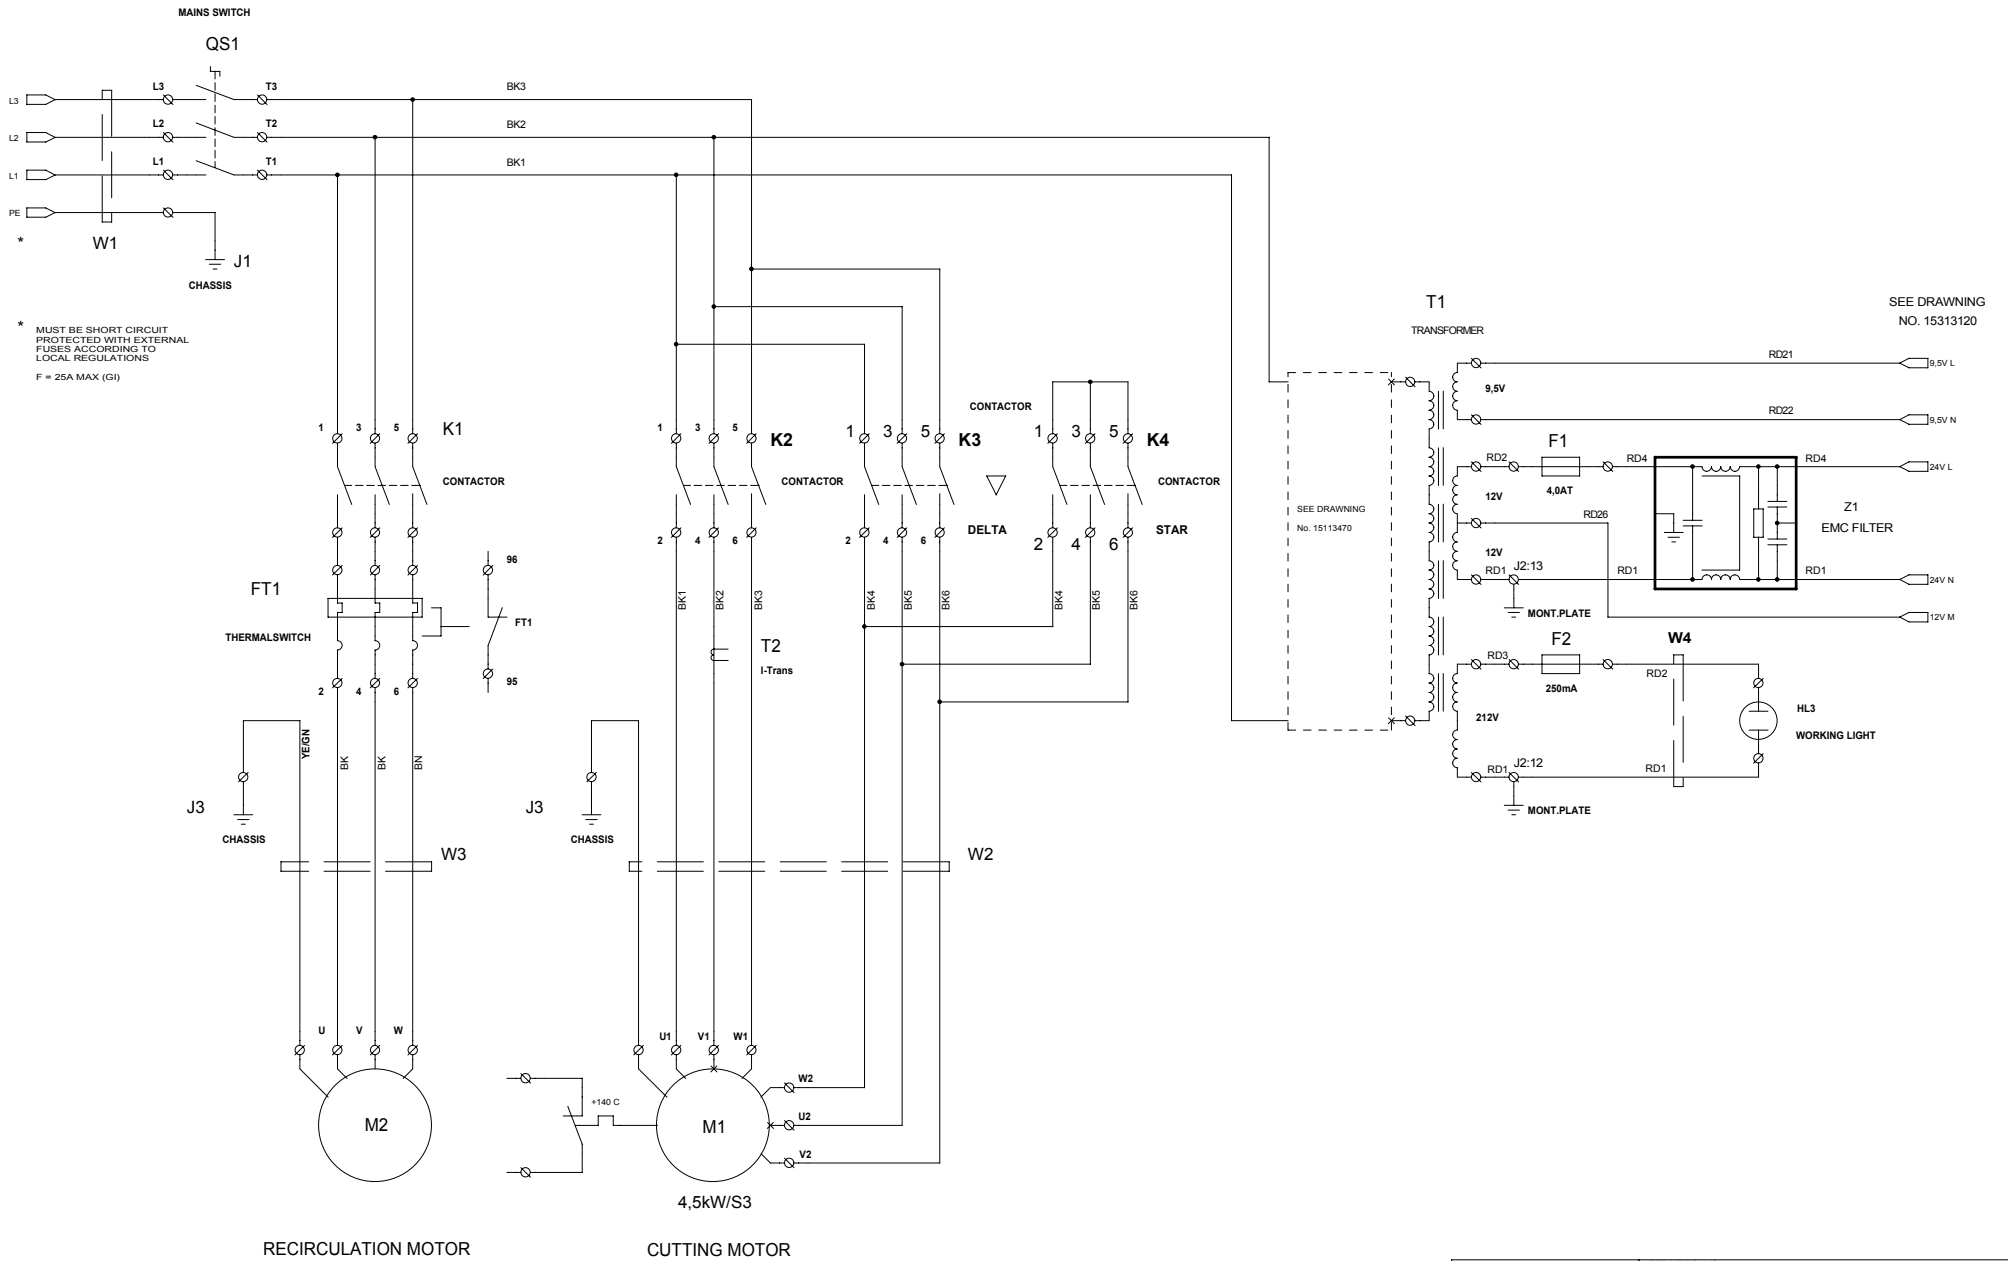 MAINS SWITCH
QS1
L3 L3 T3 BK3
L2 L2 T2 BK2
L1 L1 T1 BK1
PE
* W1
J1
CHASSIS
* MUST BE SHORT CIRCUIT
PROTECTED WITH EXTERNAL
FUSES ACCORDING TO
LOCAL REGULATIONS
F = 25A MAX (GI)
1 3 5 K1
CONTACTOR
96
FT1
FT1
THERMALSWITCH
2 4 6 95
YE/GN
BK BK BN
J3
CHASSIS
W3
U V W
M2
RECIRCULATION MOTOR
1 3 5 K2
CONTACTOR
2 4 6
BK1 BK2 BK3
T2
I-Trans
1 3 5 K3
DELTA
2 4 6
BK4 BK5 BK6
CONTACTOR
1 3 5 K4
CONTACTOR
STAR
2 4 6
BK4 BK5 BK6
J3
CHASSIS
W2
U1 V1 W1
+140 C
M1
W2
U2
V2
4,5kW/S3
CUTTING MOTOR
SEE DRAWING
No. 15113470
T1
TRANSFORMER
SEE DRAWNING
NO. 15313120
RD21 9,5V L
9,5V
RD22 9,5V N
F1
RD2 RD4 RD4 24V L
4,0AT
12V
RD26
Z1
EMC FILTER
12V
RD1 J2:13 RD1 RD1 24V N
MONT.PLATE
12V M
F2 W4
RD3 RD2
250mA
212V
HL3
WORKING LIGHT
RD1 J2:12 RD1
MONT.PLATE